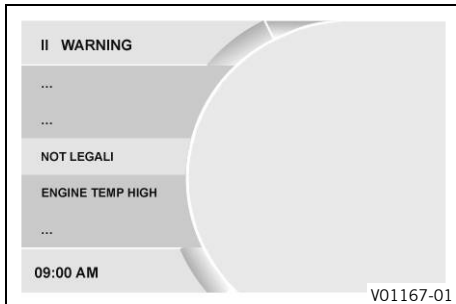 II WARNING
...
...
NOT LEGALI
ENGINE TEMP HIGH
...
09:00 AM
V01167-01